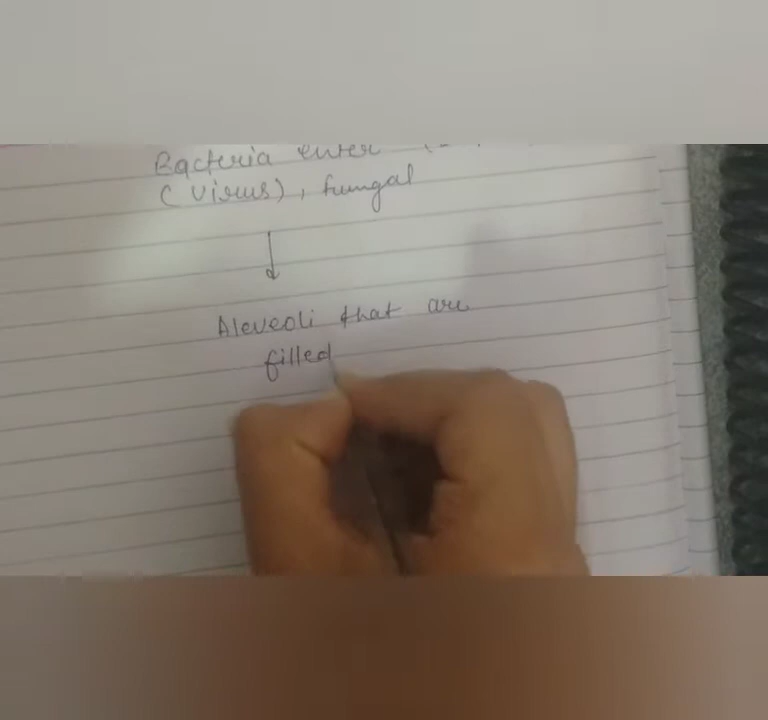 Bacteria enter
(virus), fungal
Aleveoli that are
filled